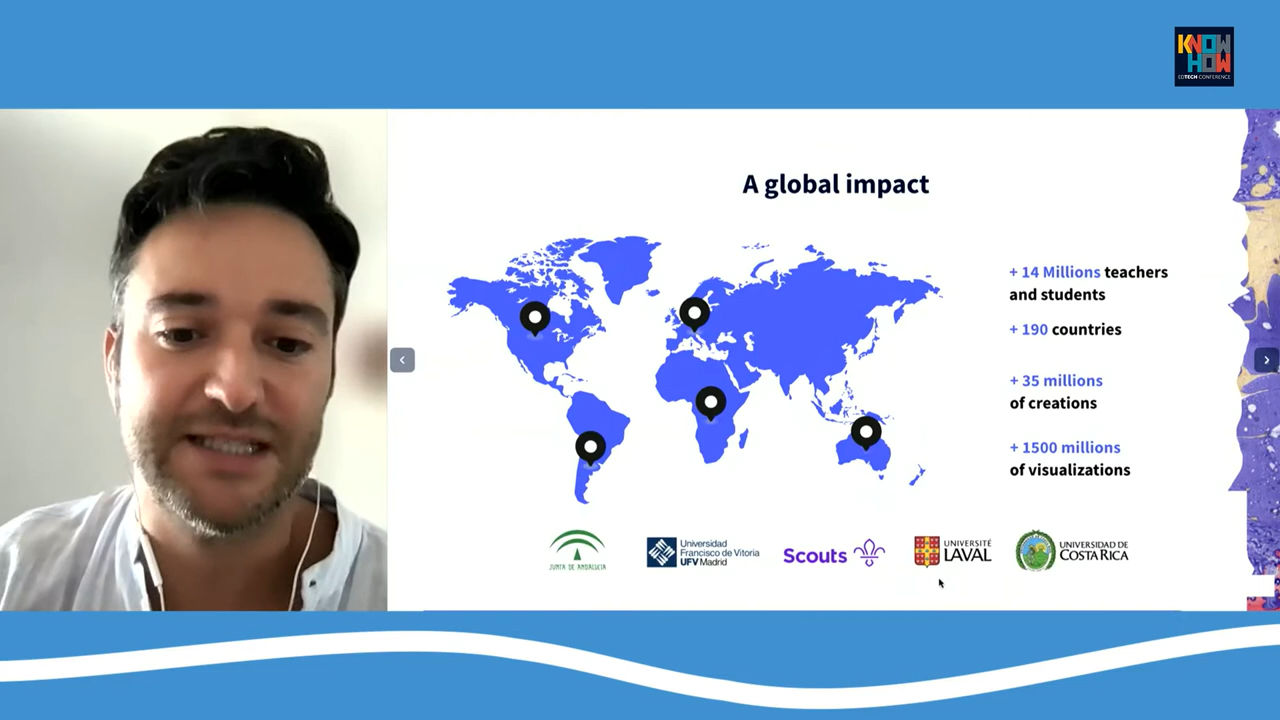 KNOW
HOW
EDTECH CONFERENCE
A global impact
+ 14 Millions teachers
and students
+ 190 countries
+ 35 millions
of creations
+ 1500 millions
of visualizations
JUNTA DE ANDALUCIA
Universidad
Francisco de Vitoria
UFV Madrid
Scouts
UNIVERSITÉ
LAVAL
UNIVERSIDAD DE
COSTA RICA